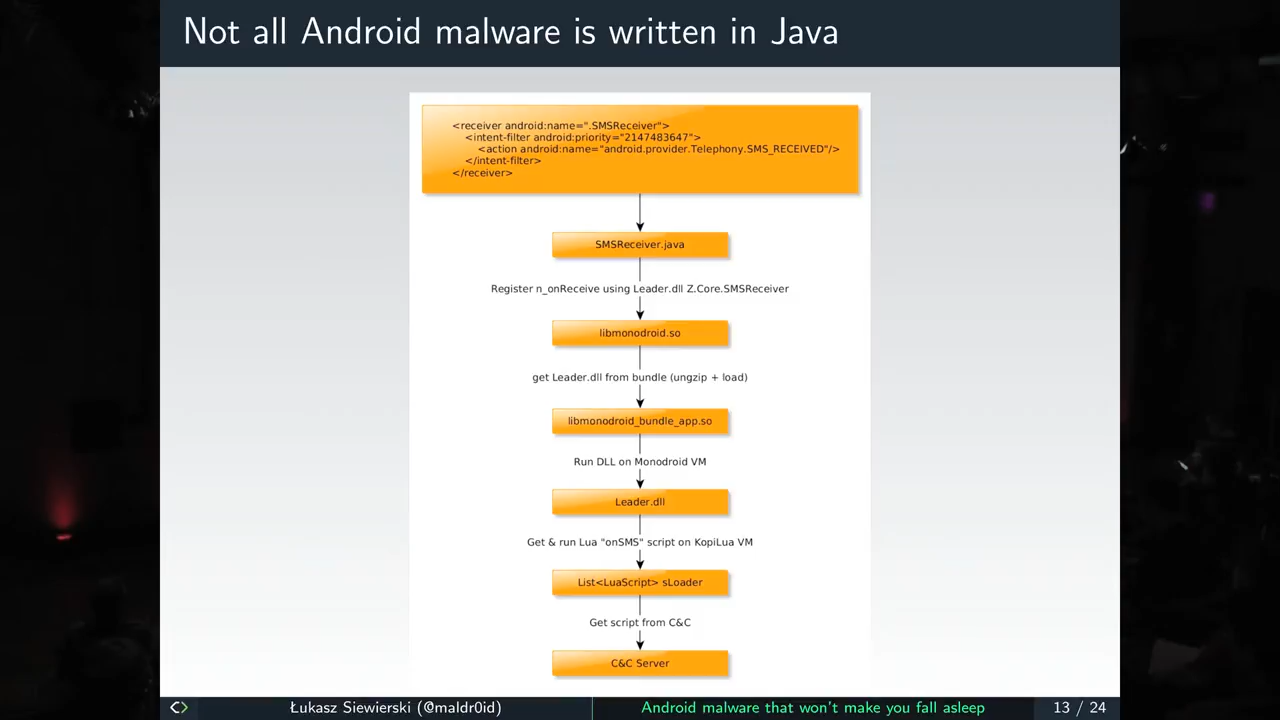 Not all Android malware is written in Java
<receiver android:name=".SMSReceiver">
<intent-filter android:priority="2147483647">
<action android:name="android.provider.Telephony.SMS_RECEIVED"/>
</intent-filter>
</receiver>
SMSReceiver.java
Register n_onReceive using Leader.dll Z.Core.SMSReceiver
libmonodroid.so
get Leader.dll from bundle (ungzip + load)
libmonodroid_bundle_app.so
Run DLL on Monodroid VM
Leader.dll
Get & run Lua "onSMS" script on KopiLua VM
List<LuaScript> sLoader
Get script from C&C
C&C Server
Łukasz Siewierski (@maldr0id)
Android malware that won't make you fall asleep
13 / 24